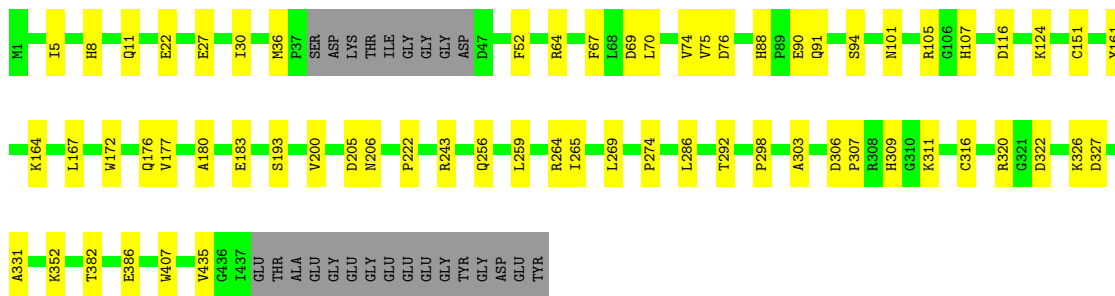 M1 I5 H8 Q11 E22 E27 I30 M36 P37 SER ASP LYS THR ILE GLY GLY GLY ASP D47 F52 R64 F67 L68 D69 L70 V74 V75 D76 H88 P89 E90 Q91 S94 N101 R105 G106 H107 D116 K124 C151 Y161
K164 L167 W172 Q176 V177 A180 E183 S193 V200 D205 N206 P222 R243 Q256 L259 R264 I265 L269 P274 L286 T292 P298 A303 D306 P307 R308 H309 G310 K311 C316 R320 G321 D322 K326 D327
A331 K352 T382 E386 W407 V435 G436 I437 GLU THR ALA GLU GLY GLU GLY GLU GLU GLU GLY TYR GLY ASP GLU TYR